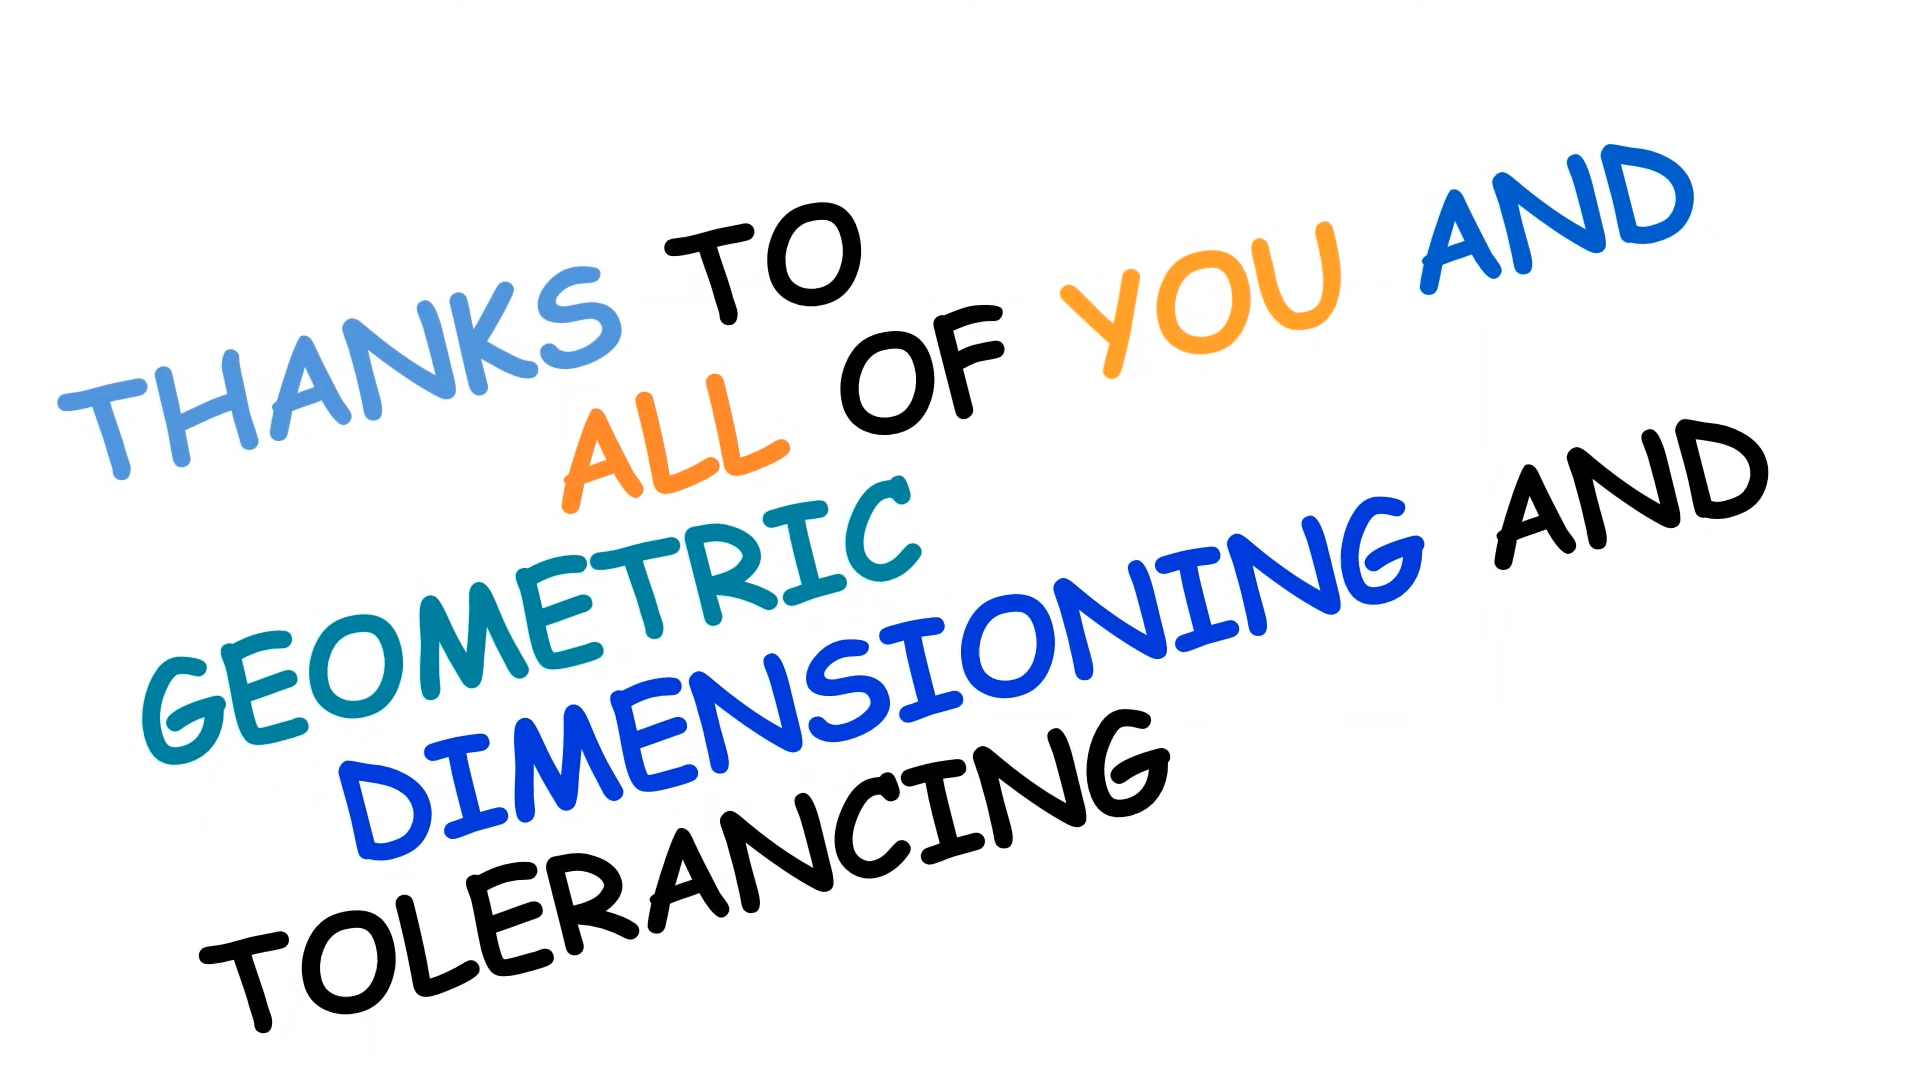 THANKS TO
ALL OF YOU AND
GEOMETRIC
DIMENSIONING AND
TOLERANCING